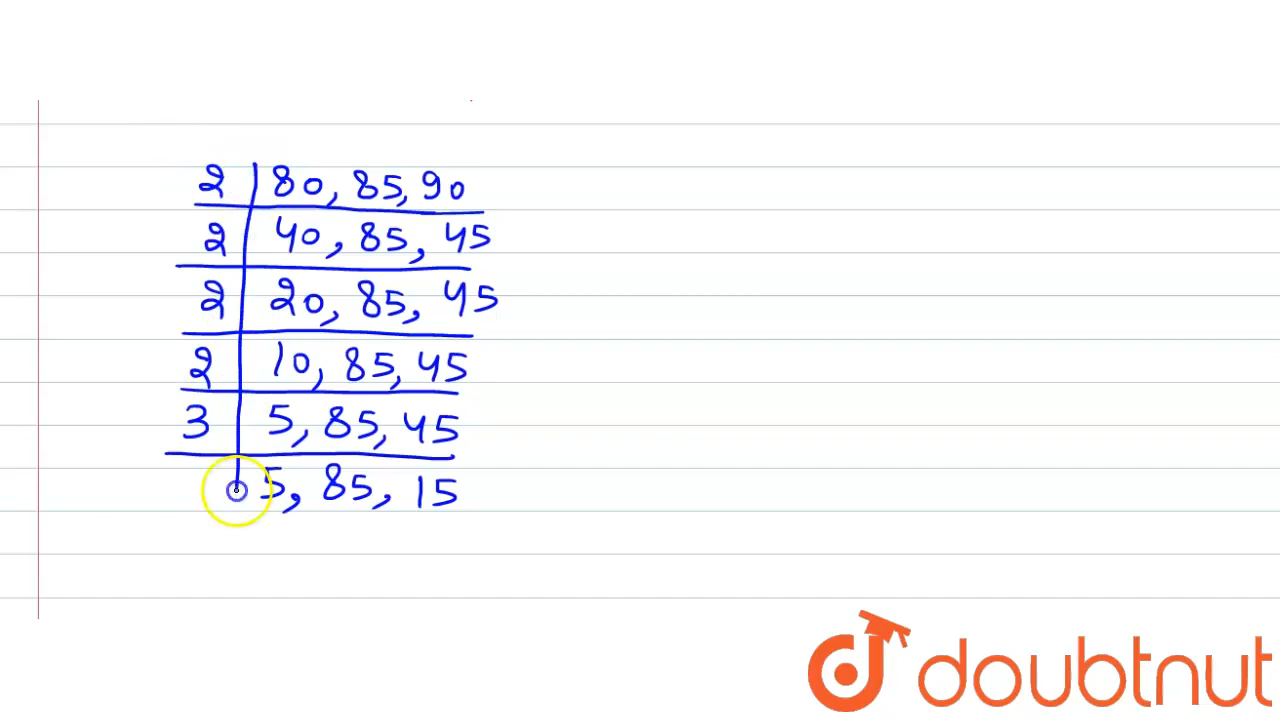 2 | 80, 85, 90
2 | 40, 85, 45
2 | 20, 85, 45
2 | 10, 85, 45
3 | 5, 85, 45
| 5, 85, 15
doubtnut